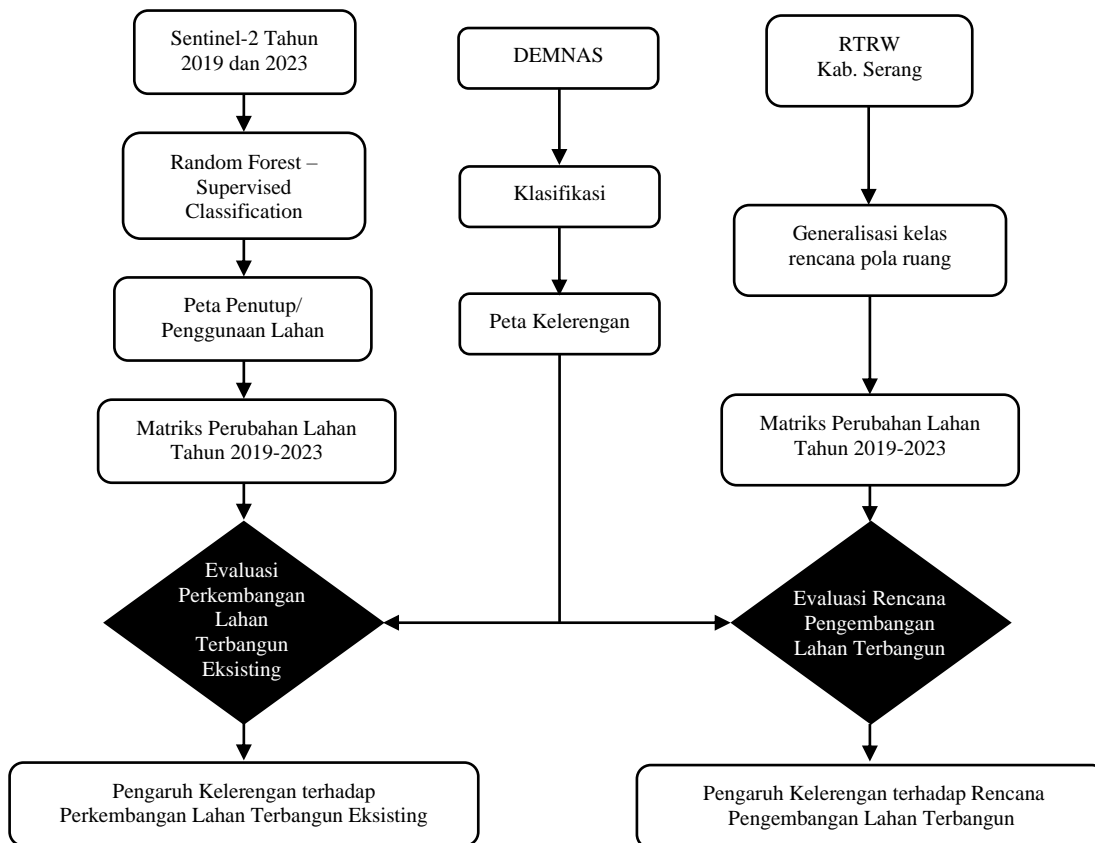 Sentinel-2 Tahun
2019 dan 2023
DEMNAS
RTRW
Kab. Serang
Random Forest –
Supervised
Classification
Klasifikasi
Generalisasi kelas
rencana pola ruang
Peta Penutup/
Penggunaan Lahan
Peta Kelerengan
Matriks Perubahan Lahan
Tahun 2019-2023
Matriks Perubahan Lahan
Tahun 2019-2023
Evaluasi
Perkembangan
Lahan
Terbangun
Eksisting
Evaluasi Rencana
Pengembangan
Lahan Terbangun
Pengaruh Kelerengan terhadap
Perkembangan Lahan Terbangun Eksisting
Pengaruh Kelerengan terhadap Rencana
Pengembangan Lahan Terbangun